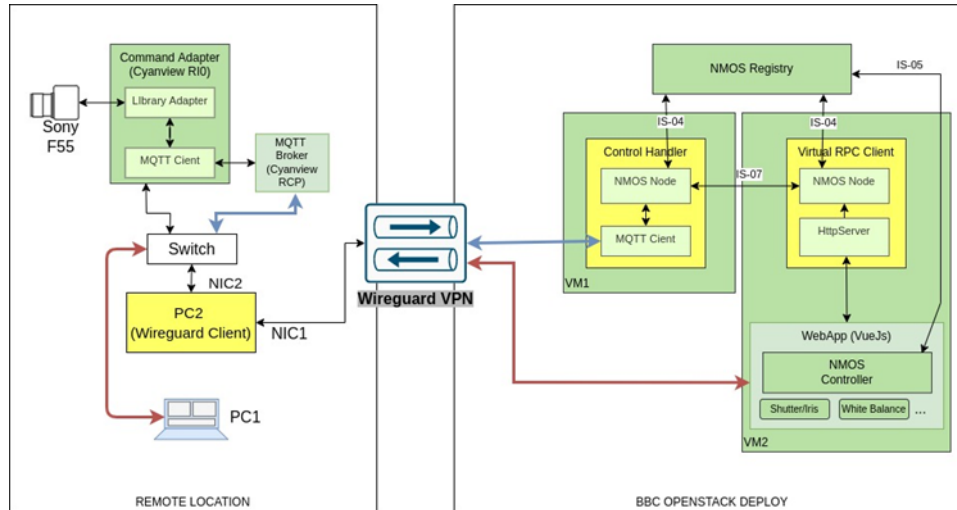 Command Adapter
(Cyanview RI0)
LIbrary Adapter
MQTT Cient
Sony
F55
MQTT
Broker
(Cyanview
RCP)
Switch
NIC2
PC2
(Wireguard Client)
NIC1
PC1
REMOTE LOCATION
Wireguard VPN
NMOS Registry
IS-05
IS-04
IS-04
Control Handler
NMOS Node
MQTT Client
VM1
IS-07
Virtual RPC Client
NMOS Node
HttpServer
WebApp (VueJs)
NMOS
Controller
Shutter/Iris
White Balance
...
VM2
BBC OPENSTACK DEPLOY